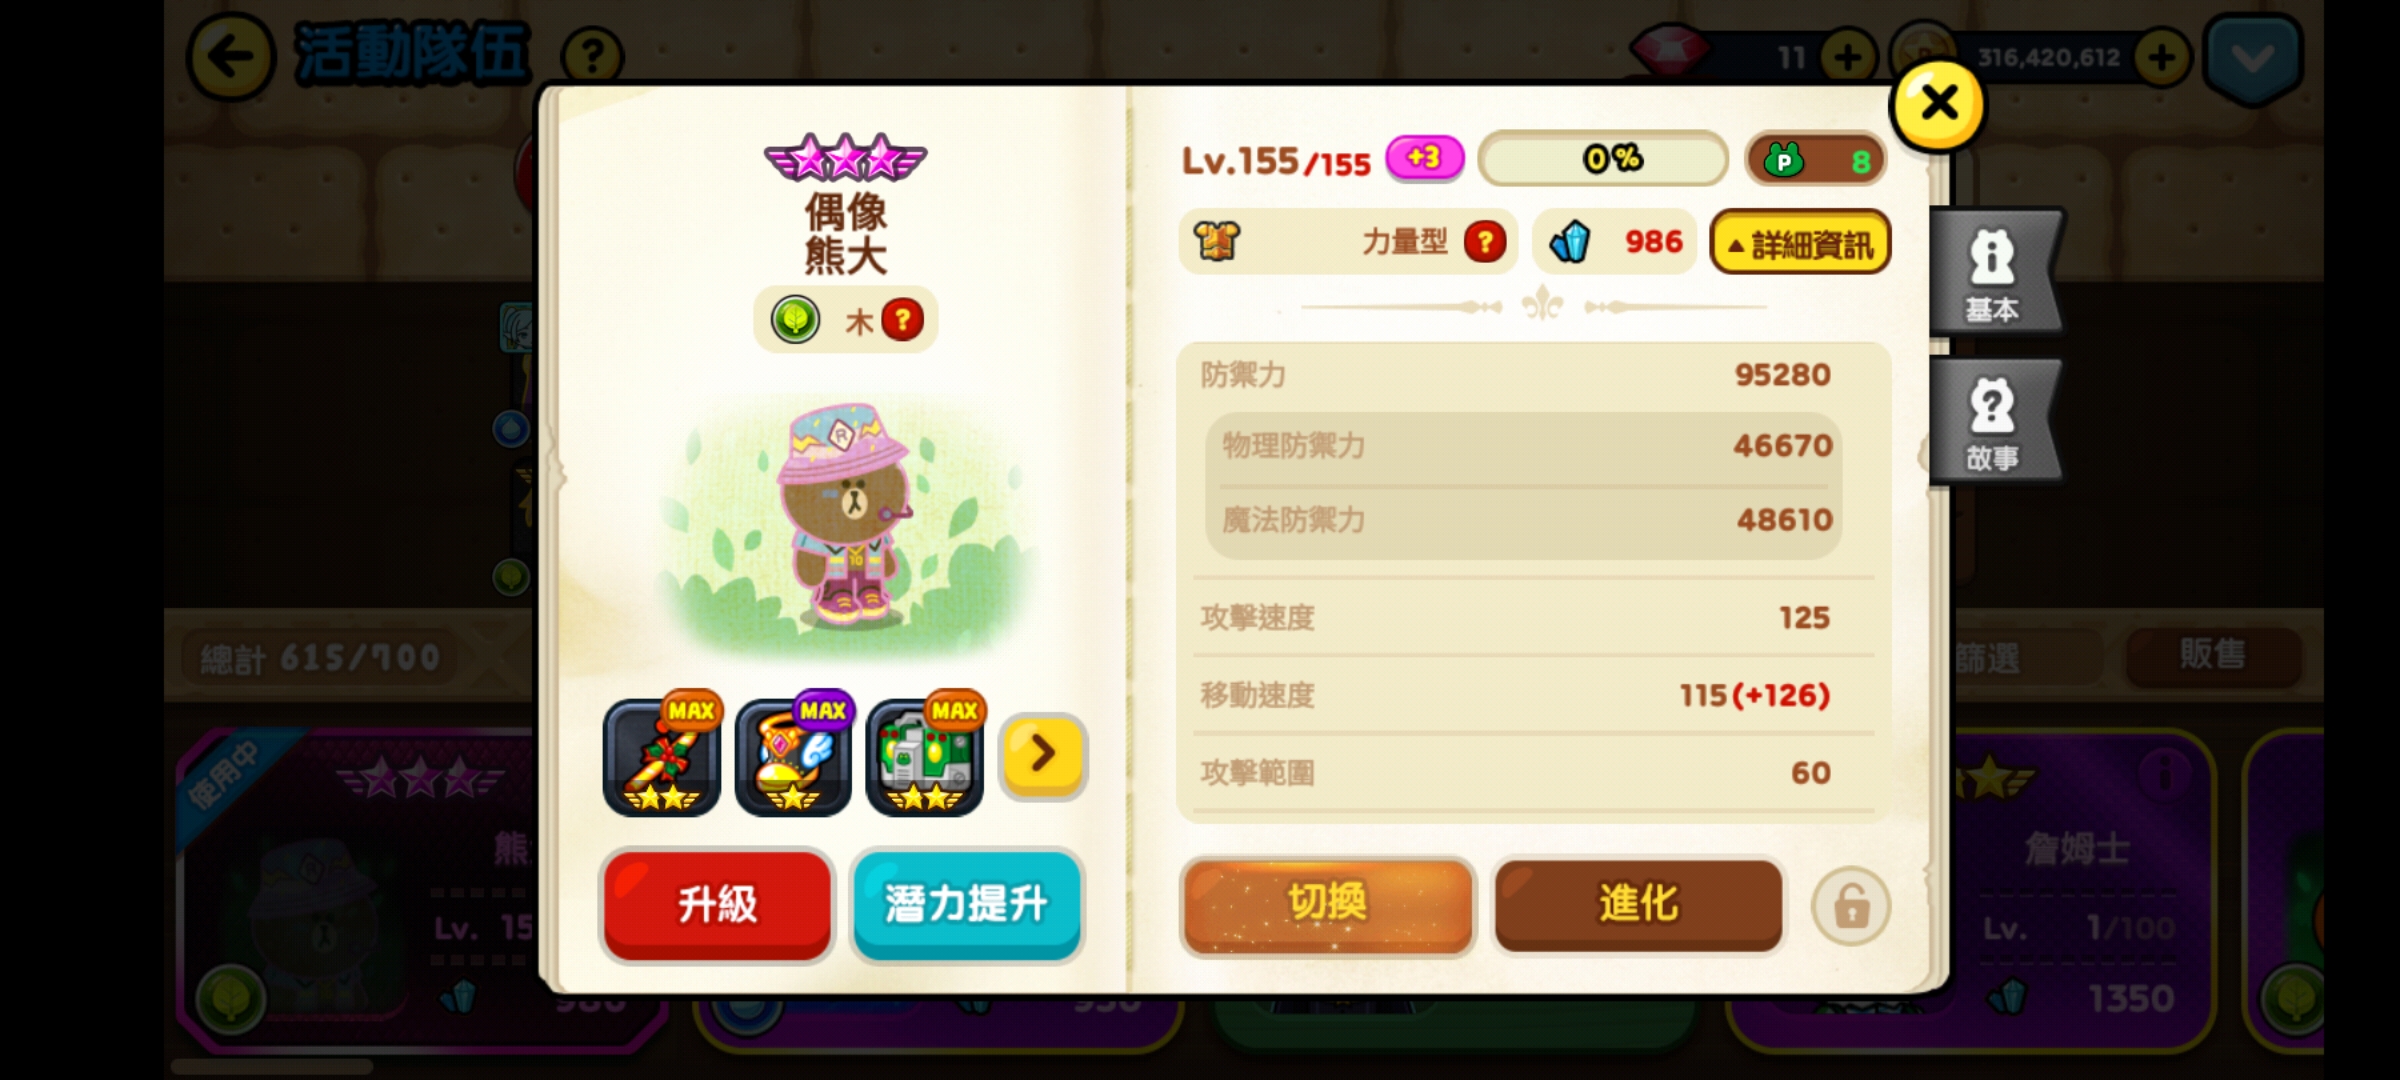 活動隊伍 ?
11
316,420,612
偶像
熊大
木 ?
Lv.155/155 +3 0% P 8
力量型 ? 986 ▲詳細資訊
基本
故事
防禦力 95280
物理防禦力 46670
魔法防禦力 48610
攻擊速度 125
移動速度 115(+126)
攻擊範圍 60
MAX MAX MAX
升級 潛力提升 切換 進化
總計 615/700
篩選 販售
使用中
熊
Lv. 15
986
950
詹姆士
Lv. 1/100
1350